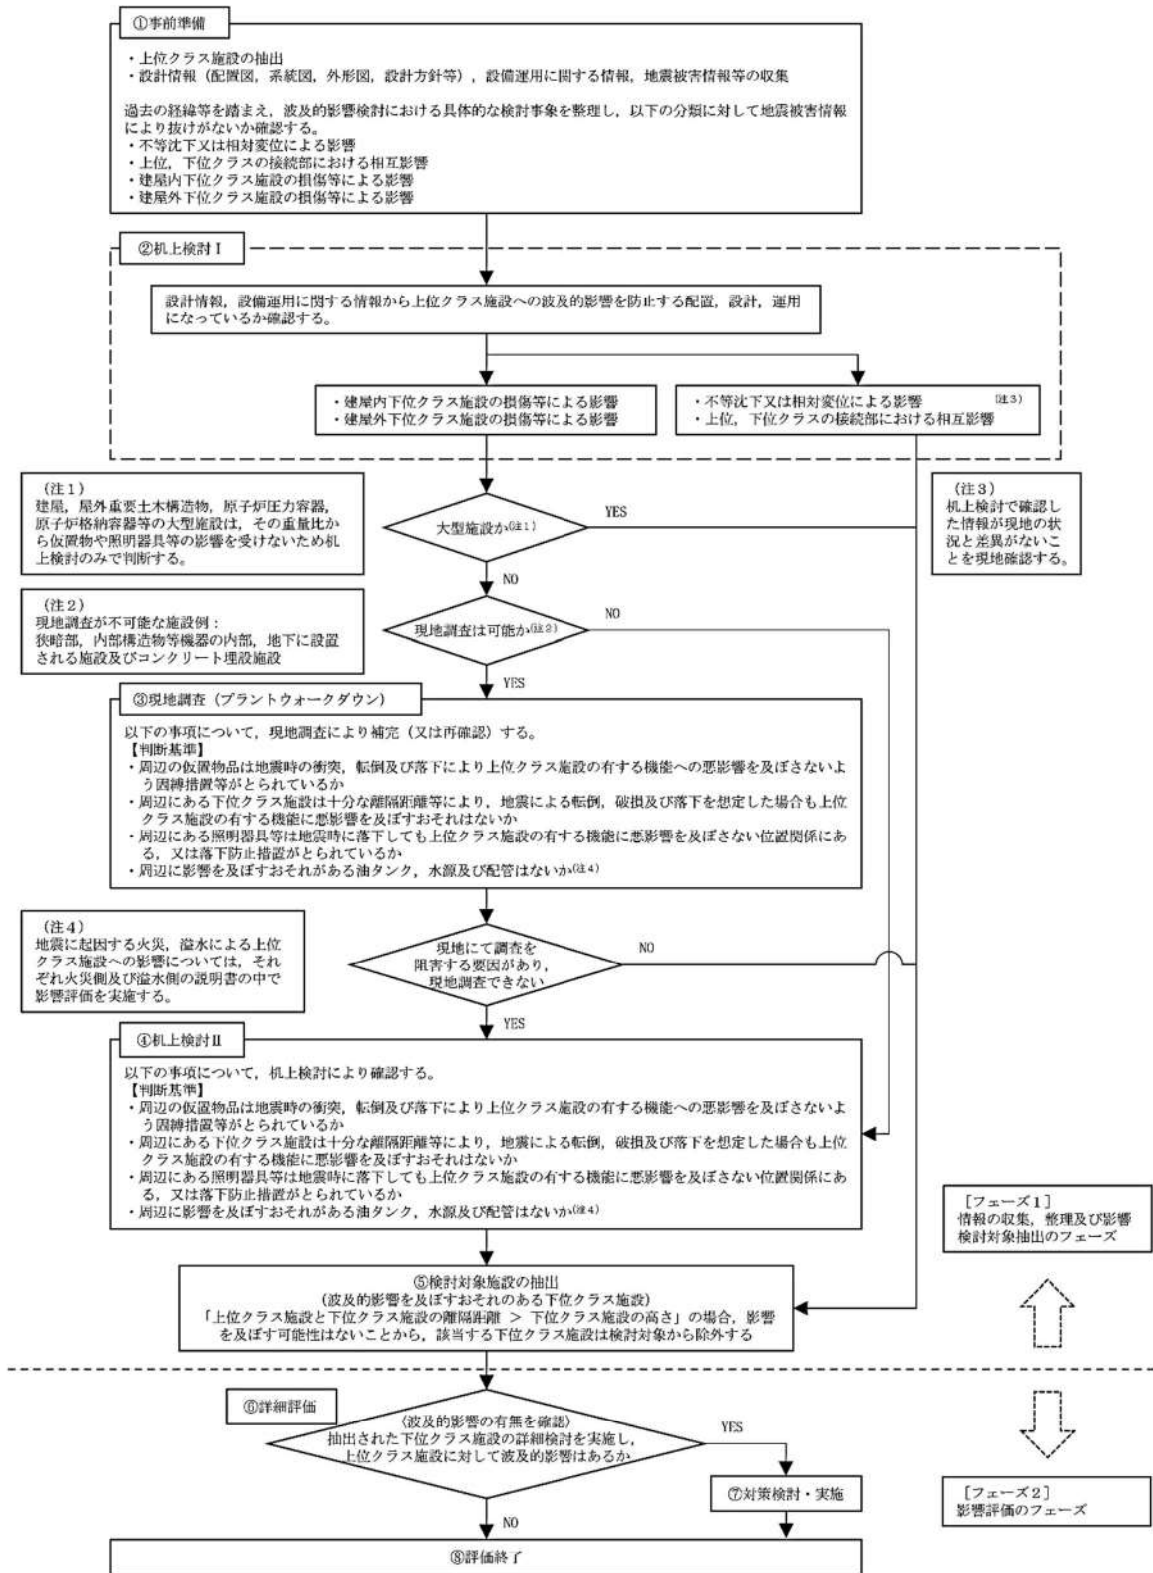 ①事前準備
・上位クラス施設の抽出
・設計情報（配置図，系統図，外形図，設計方針等），設備運用に関する情報，地震被害情報等の収集
過去の経緯等を踏まえ，波及的影響検討における具体的な検討事象を整理し，以下の分類に対して地震被害情報
により抜けがないか確認する。
・不等沈下又は相対変位による影響
・上位，下位クラスの接続部における相互影響
・建屋内下位クラス施設の損傷等による影響
・建屋外下位クラス施設の損傷等による影響
②机上検討Ⅰ
設計情報，設備運用に関する情報から上位クラス施設への波及的影響を防止する配置，設計，運用
になっているか確認する。
・建屋内下位クラス施設の損傷等による影響
・建屋外下位クラス施設の損傷等による影響
・不等沈下又は相対変位による影響 (注3)
・上位，下位クラスの接続部における相互影響
（注１）
建屋，屋外重要土木構造物，原子炉圧力容器，
原子炉格納容器等の大型施設は，その重量比か
ら仮置物や照明器具等の影響を受けないため机
上検討のみで判断する。
大型施設か(注1)
YES
NO
（注３）
机上検討で確認し
た情報が現地の状
況と差異がないこ
とを現地確認する。
（注２）
現地調査が不可能な施設例：
狭隘部，内部構造物等機器の内部，地下に設置
される施設及びコンクリート埋設施設
現地調査は可能か(注2)
NO
YES
③現地調査（プラントウォークダウン）
以下の事項について，現地調査により補完（又は再確認）する。
【判断基準】
・周辺の仮置物品は地震時の衝突，転倒及び落下により上位クラス施設の有する機能への悪影響を及ぼさないよ
う固縛措置等がとられているか
・周辺にある下位クラス施設は十分な離隔距離等により，地震による転倒，破損及び落下を想定した場合も上位
クラス施設の有する機能に悪影響を及ぼすおそれはないか
・周辺にある照明器具等は地震時に落下しても上位クラス施設の有する機能に悪影響を及ぼさない位置関係にあ
る，又は落下防止措置がとられているか
・周辺に影響を及ぼすおそれがある油タンク，水源及び配管はないか(注4)
（注４）
地震に起因する火災，溢水による上位
クラス施設への影響については，それ
ぞれ火災側及び溢水側の説明書の中で
影響評価を実施する。
現地にて調査を
阻害する要因があり，
現地調査できない
NO
YES
④机上検討Ⅱ
以下の事項について，机上検討により確認する。
【判断基準】
・周辺の仮置物品は地震時の衝突，転倒及び落下により上位クラス施設の有する機能への悪影響を及ぼさないよ
う固縛措置等がとられているか
・周辺にある下位クラス施設は十分な離隔距離等により，地震による転倒，破損及び落下を想定した場合も上位
クラス施設の有する機能に悪影響を及ぼすおそれはないか
・周辺にある照明器具等は地震時に落下しても上位クラス施設の有する機能に悪影響を及ぼさない位置関係にあ
る，又は落下防止措置がとられているか
・周辺に影響を及ぼすおそれがある油タンク，水源及び配管はないか(注4)
［フェーズ１］
情報の収集，整理及び影響
検討対象抽出のフェーズ
⑤検討対象施設の抽出
（波及的影響を及ぼすおそれのある下位クラス施設）
「上位クラス施設と下位クラス施設の離隔距離 ＞ 下位クラス施設の高さ」の場合，影響
を及ぼす可能性はないことから，該当する下位クラス施設は検討対象から除外する
⑥詳細評価
（波及的影響の有無を確認）
抽出された下位クラス施設の詳細検討を実施し，
上位クラス施設に対して波及的影響はあるか
YES
⑦対策検討・実施
［フェーズ２］
影響評価のフェーズ
NO
⑧評価終了